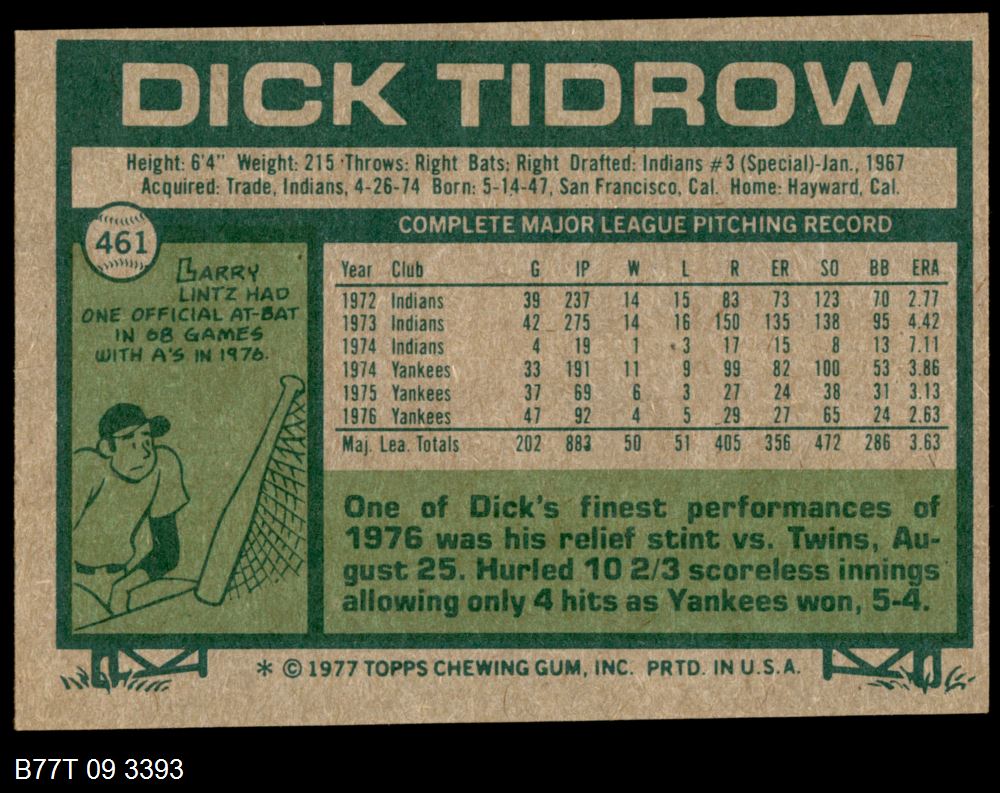 DICK TIDROW
Height: 6'4" Weight: 215 Throws: Right Bats: Right Drafted: Indians #3 (Special)-Jan., 1967
Acquired: Trade, Indians, 4-26-74 Born: 5-14-47, San Francisco, Cal. Home: Hayward, Cal.
461
LARRY
LINTZ HAD
ONE OFFICIAL AT-BAT
IN 68 GAMES
WITH A'S IN 1976.
COMPLETE MAJOR LEAGUE PITCHING RECORD
Year Club G IP W L R ER SO BB ERA
1972 Indians 39 237 14 15 83 73 123 70 2.77
1973 Indians 42 275 14 16 150 135 138 95 4.42
1974 Indians 4 19 1 3 17 15 8 13 7.11
1974 Yankees 33 191 11 9 99 82 100 53 3.86
1975 Yankees 37 69 6 3 27 24 38 31 3.13
1976 Yankees 47 92 4 5 29 27 65 24 2.63
Maj. Lea. Totals 202 883 50 51 405 356 472 286 3.63
One of Dick's finest performances of
1976 was his relief stint vs. Twins, Au-
gust 25. Hurled 10 2/3 scoreless innings
allowing only 4 hits as Yankees won, 5-4.
* © 1977 TOPPS CHEWING GUM, INC. PRTD. IN U.S.A.
B77T 09 3393